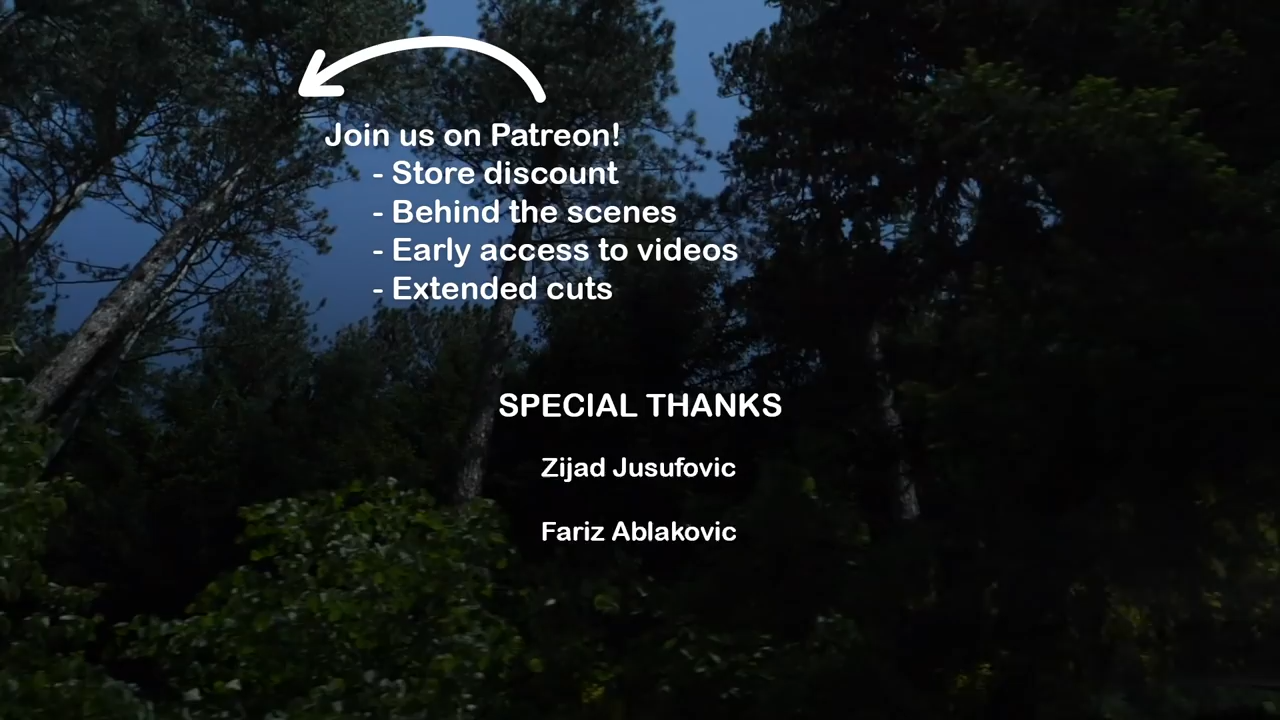 Join us on Patreon!
- Store discount
- Behind the scenes
- Early access to videos
- Extended cuts
SPECIAL THANKS
Zijad Jusufovic
Fariz Ablakovic